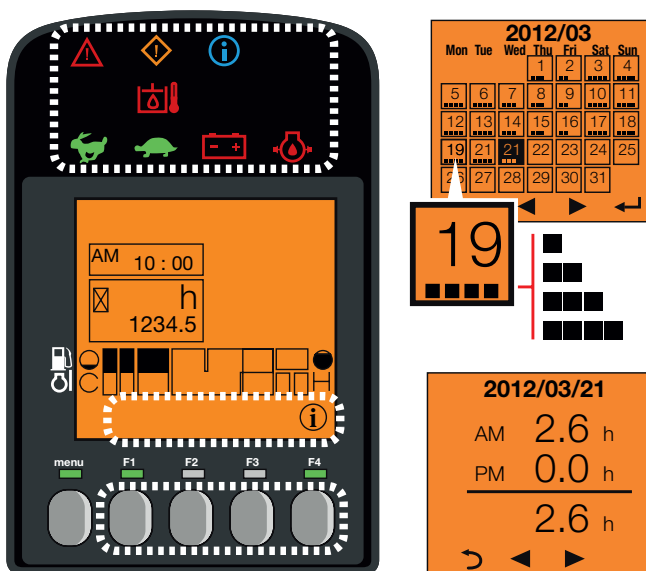 AM 10 : 00
h
1234.5
C H
i
menu F1 F2 F3 F4
2012/03
Mon Tue Wed Thu Fri Sat Sun
1 2 3 4
5 6 7 8 9 10 11
12 13 14 15 16 17 18
19 21 21 22 23 24 25
26 27 28 29 30 31
19
2012/03/21
AM 2.6 h
PM 0.0 h
2.6 h